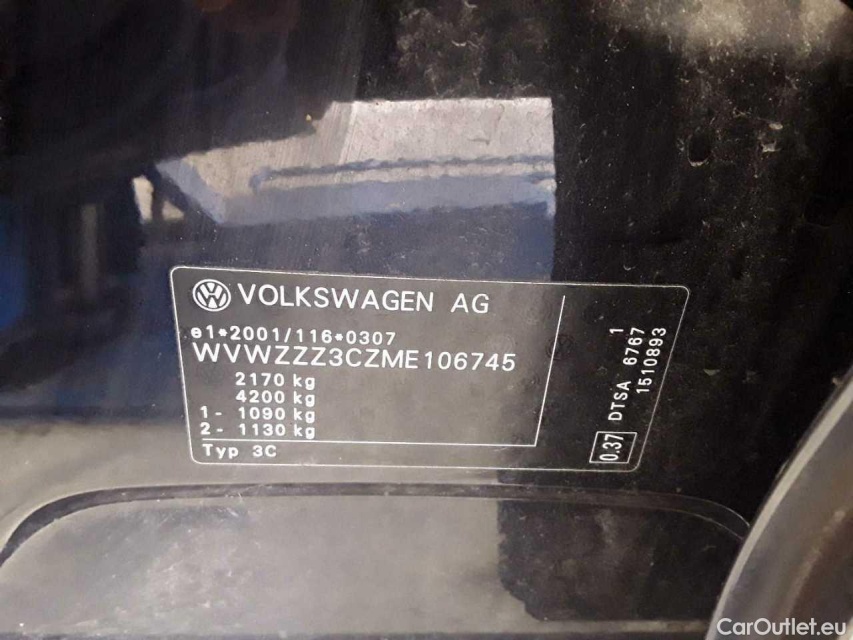 VOLKSWAGEN AG
e1*2001/116*0307
WVWZZZ3CZME106745
2170 kg
4200 kg
1- 1090 kg
2- 1130 kg
Typ 3C
0.37 DTSA 6767 1
1510893
CarOutlet.eu